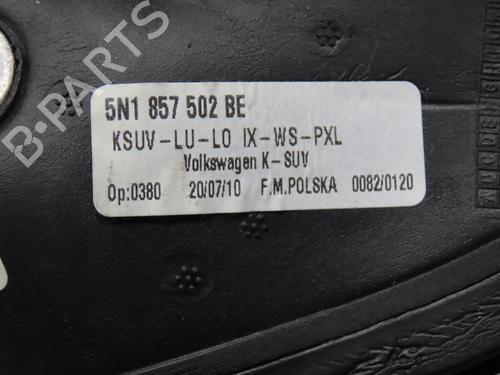 5N1 857 502 BE
KSUV-LU-LO IX-WS-PXL
Volkswagen K-SUV
Op:0380 20/07/10 F.M.POLSKA 0082/0120
B-PARTS